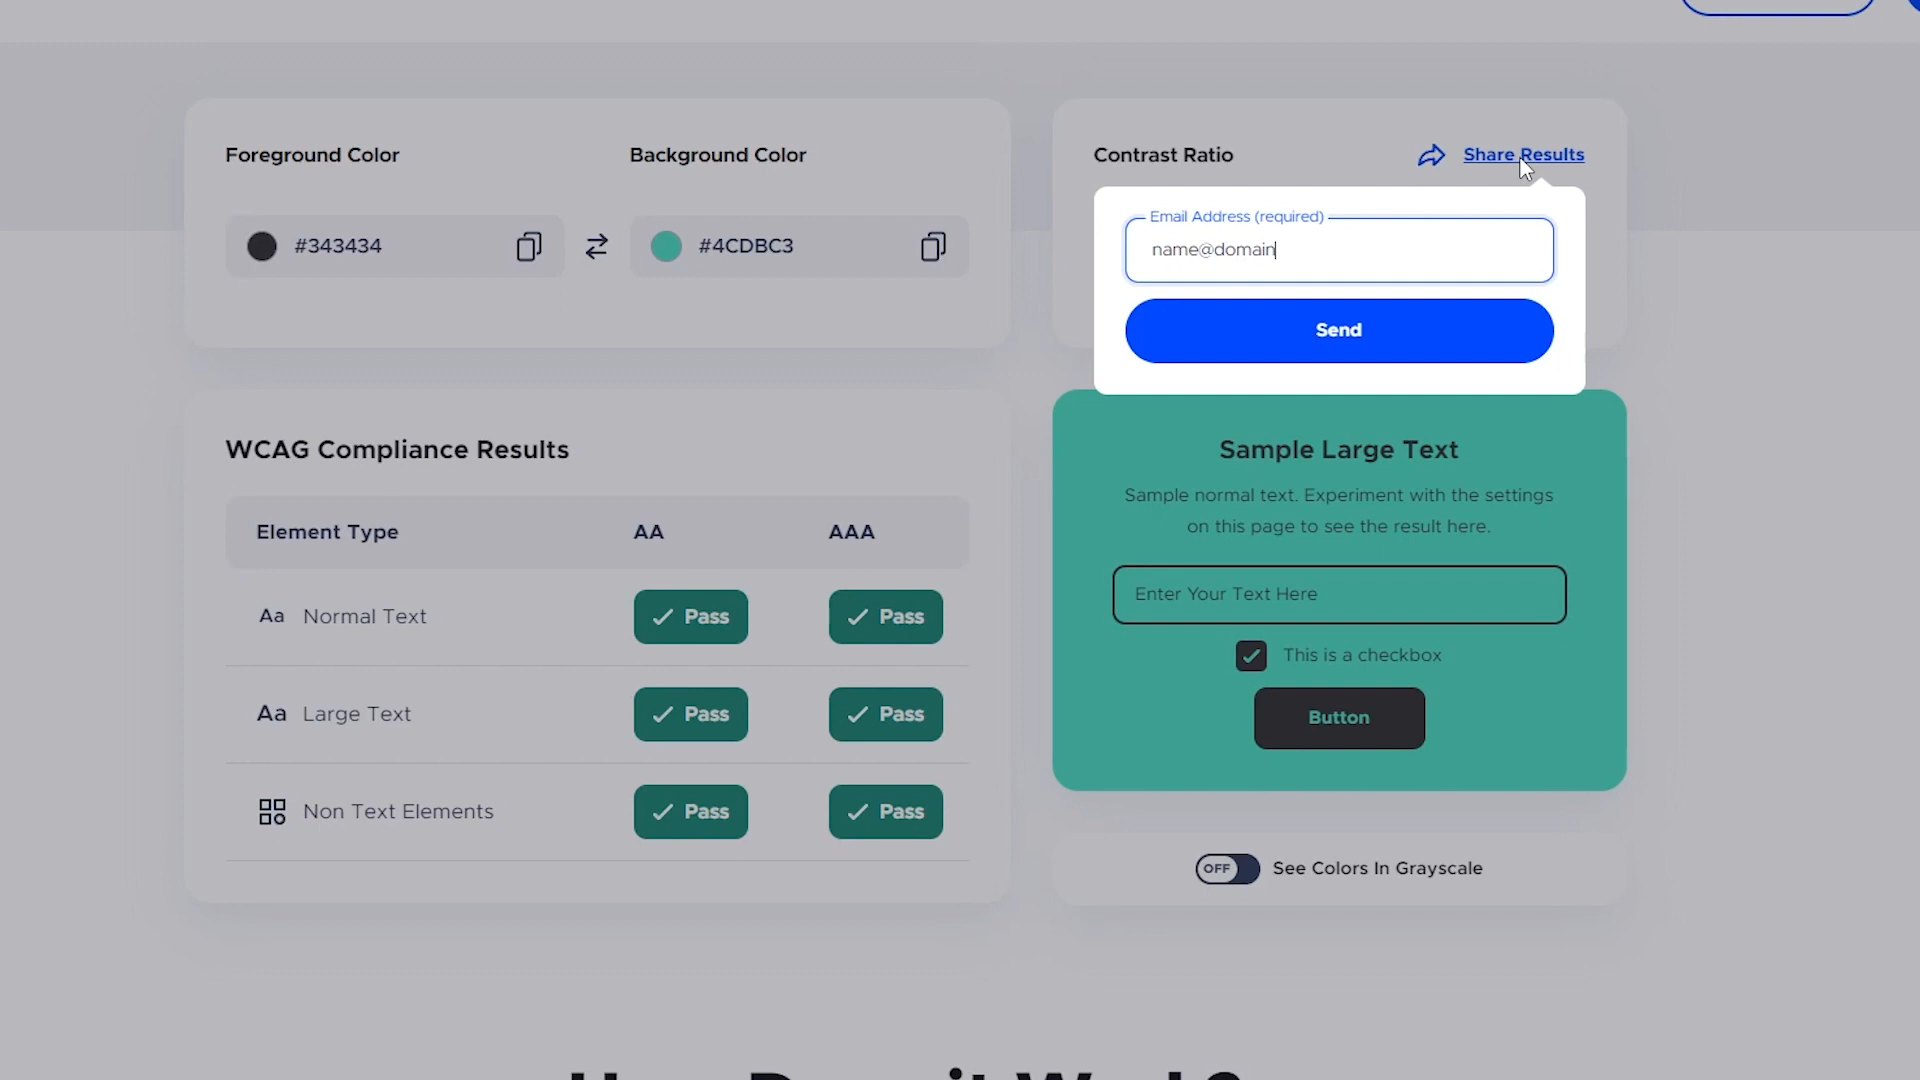 Foreground Color
Background Color
#343434
#4CDBC3
Contrast Ratio
Share Results
Email Address (required)
name@domain
Send
WCAG Compliance Results
Element Type AA AAA
Aa Normal Text Pass Pass
Aa Large Text Pass Pass
Non Text Elements Pass Pass
Sample Large Text
Sample normal text. Experiment with the settings
on this page to see the result here.
Enter Your Text Here
This is a checkbox
Button
OFF See Colors In Grayscale